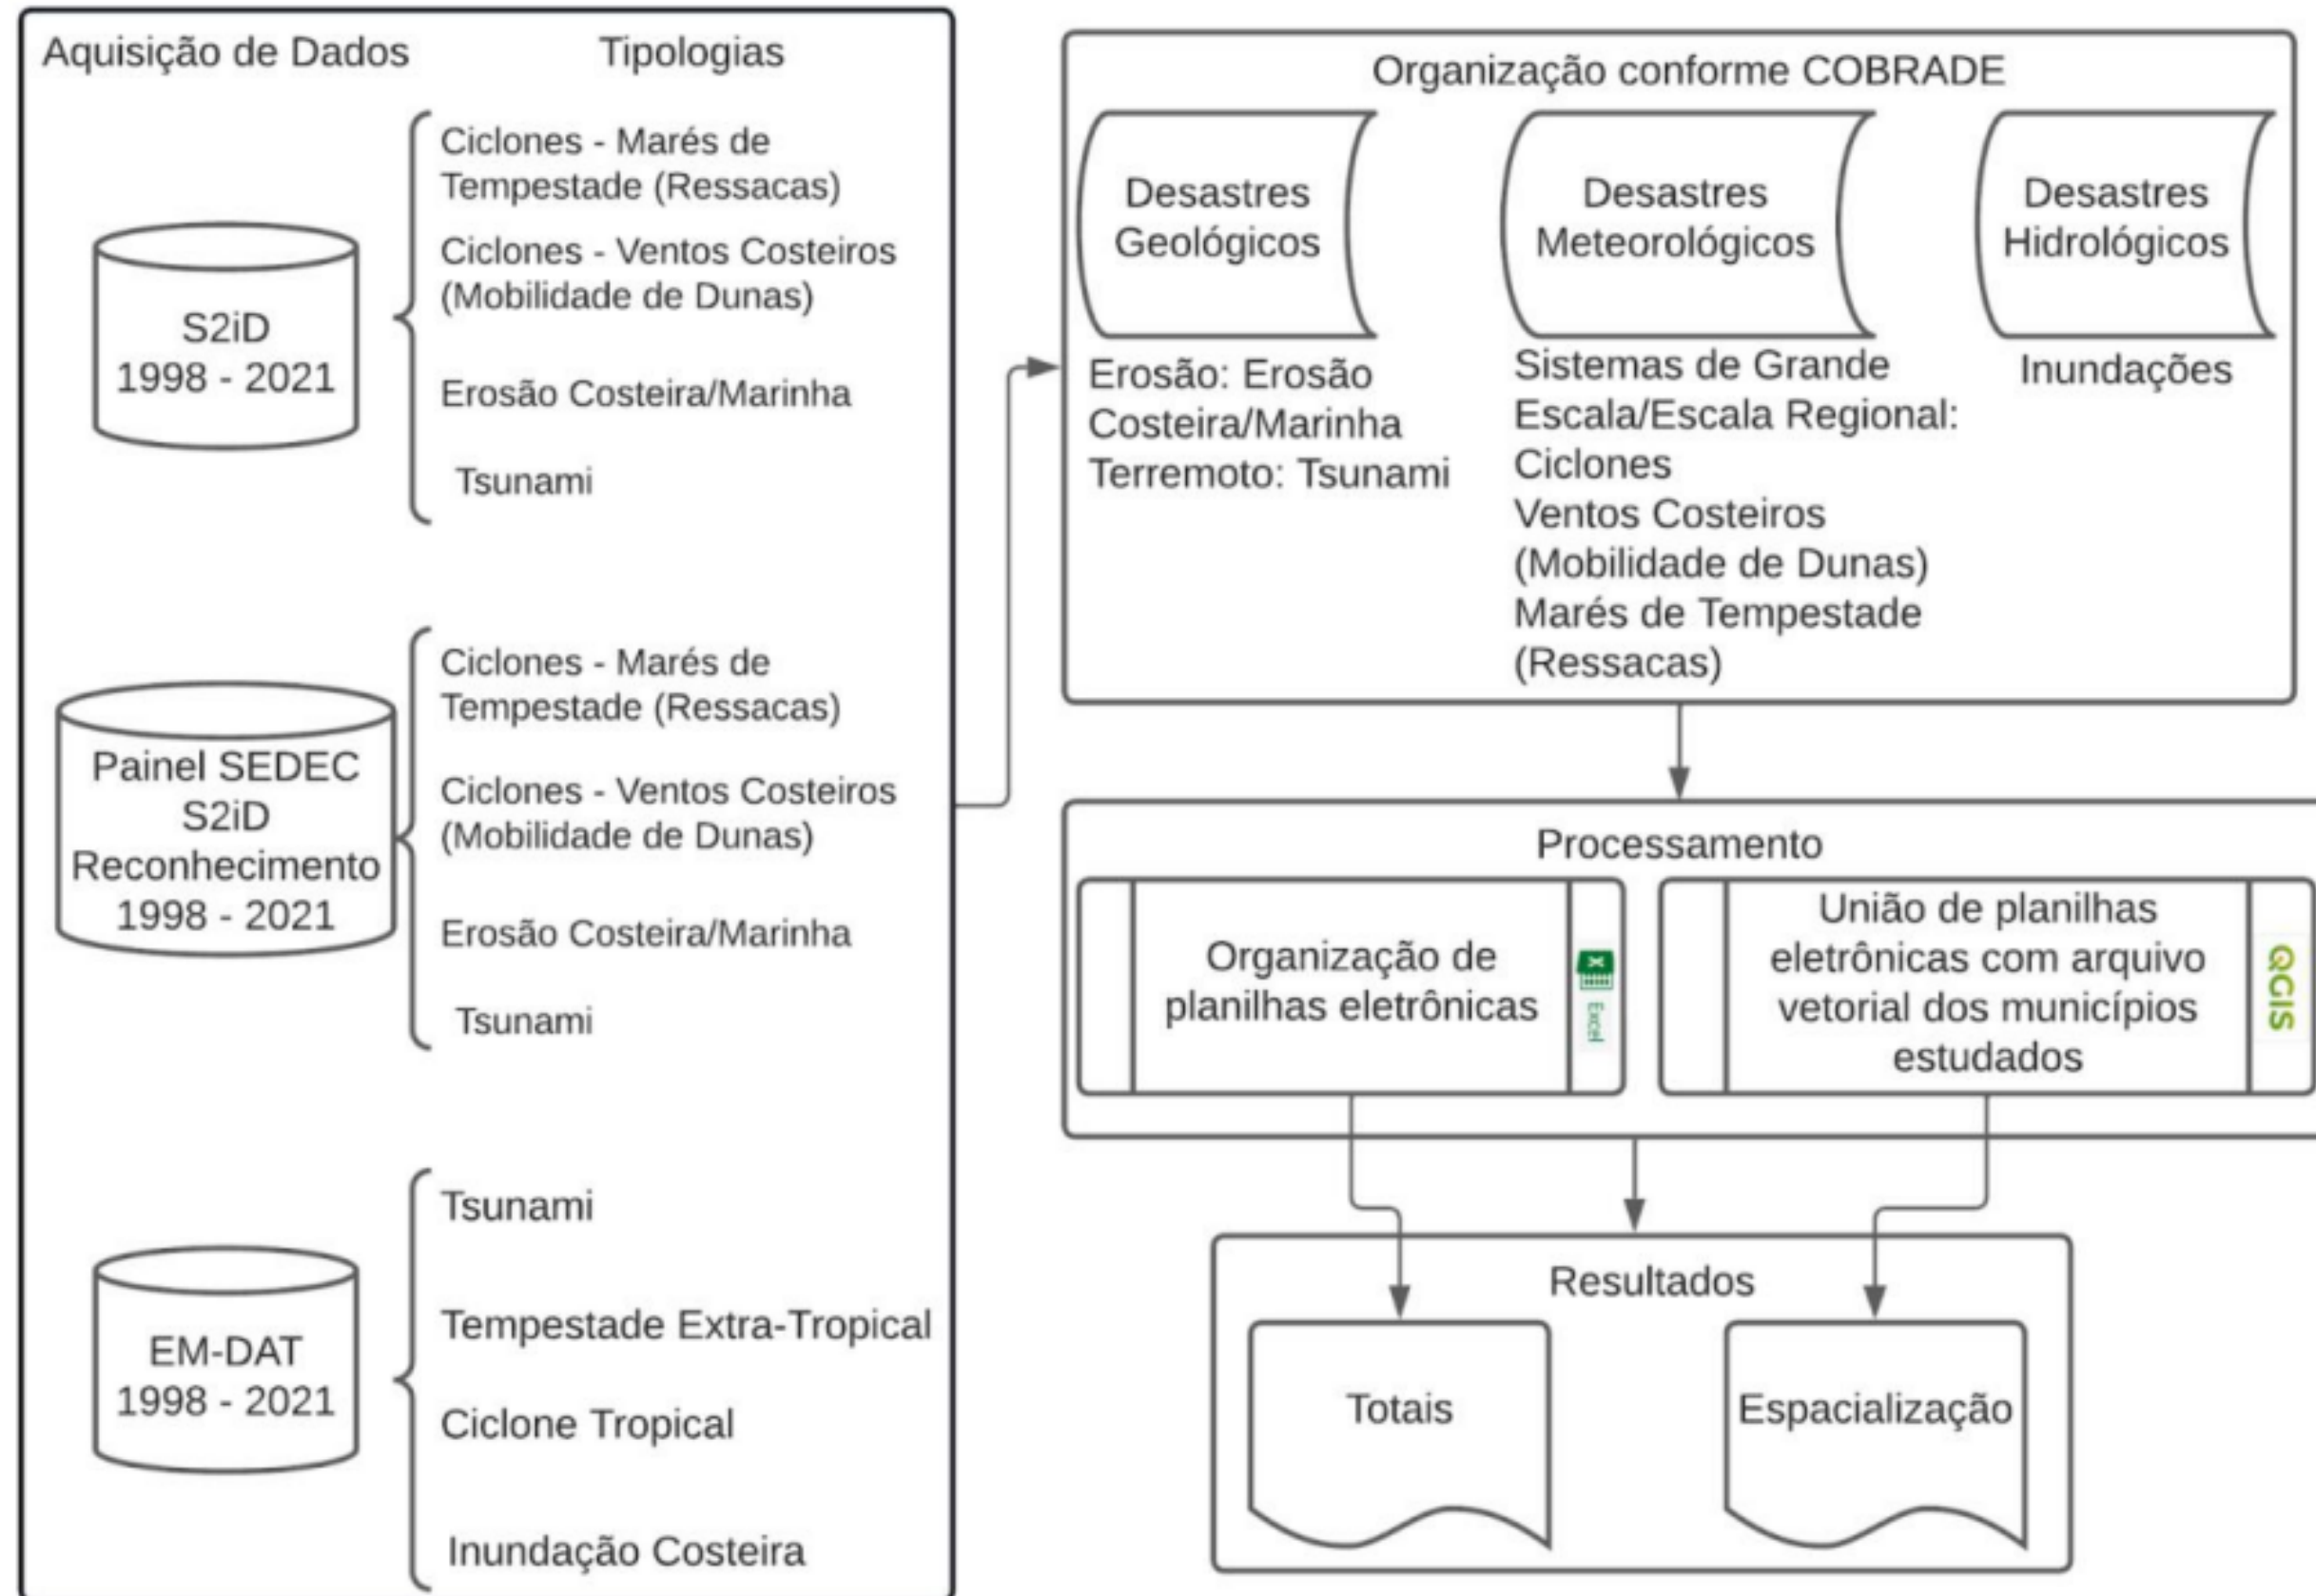 Aquisição de Dados
Tipologias
S2iD
1998 - 2021
Ciclones - Marés de
Tempestade (Ressacas)
Ciclones - Ventos Costeiros
(Mobilidade de Dunas)
Erosão Costeira/Marinha
Tsunami
Painel SEDEC
S2iD
Reconhecimento
1998 - 2021
Ciclones - Marés de
Tempestade (Ressacas)
Ciclones - Ventos Costeiros
(Mobilidade de Dunas)
Erosão Costeira/Marinha
Tsunami
EM-DAT
1998 - 2021
Tsunami
Tempestade Extra-Tropical
Ciclone Tropical
Inundação Costeira
Organização conforme COBRADE
Desastres
Geológicos
Erosão: Erosão
Costeira/Marinha
Terremoto: Tsunami
Desastres
Meteorológicos
Sistemas de Grande
Escala/Escala Regional:
Ciclones
Ventos Costeiros
(Mobilidade de Dunas)
Marés de Tempestade
(Ressacas)
Desastres
Hidrológicos
Inundações
Processamento
Organização de
planilhas eletrônicas
Excel
União de planilhas
eletrônicas com arquivo
vetorial dos municípios
estudados
QGIS
Resultados
Totais
Espacialização